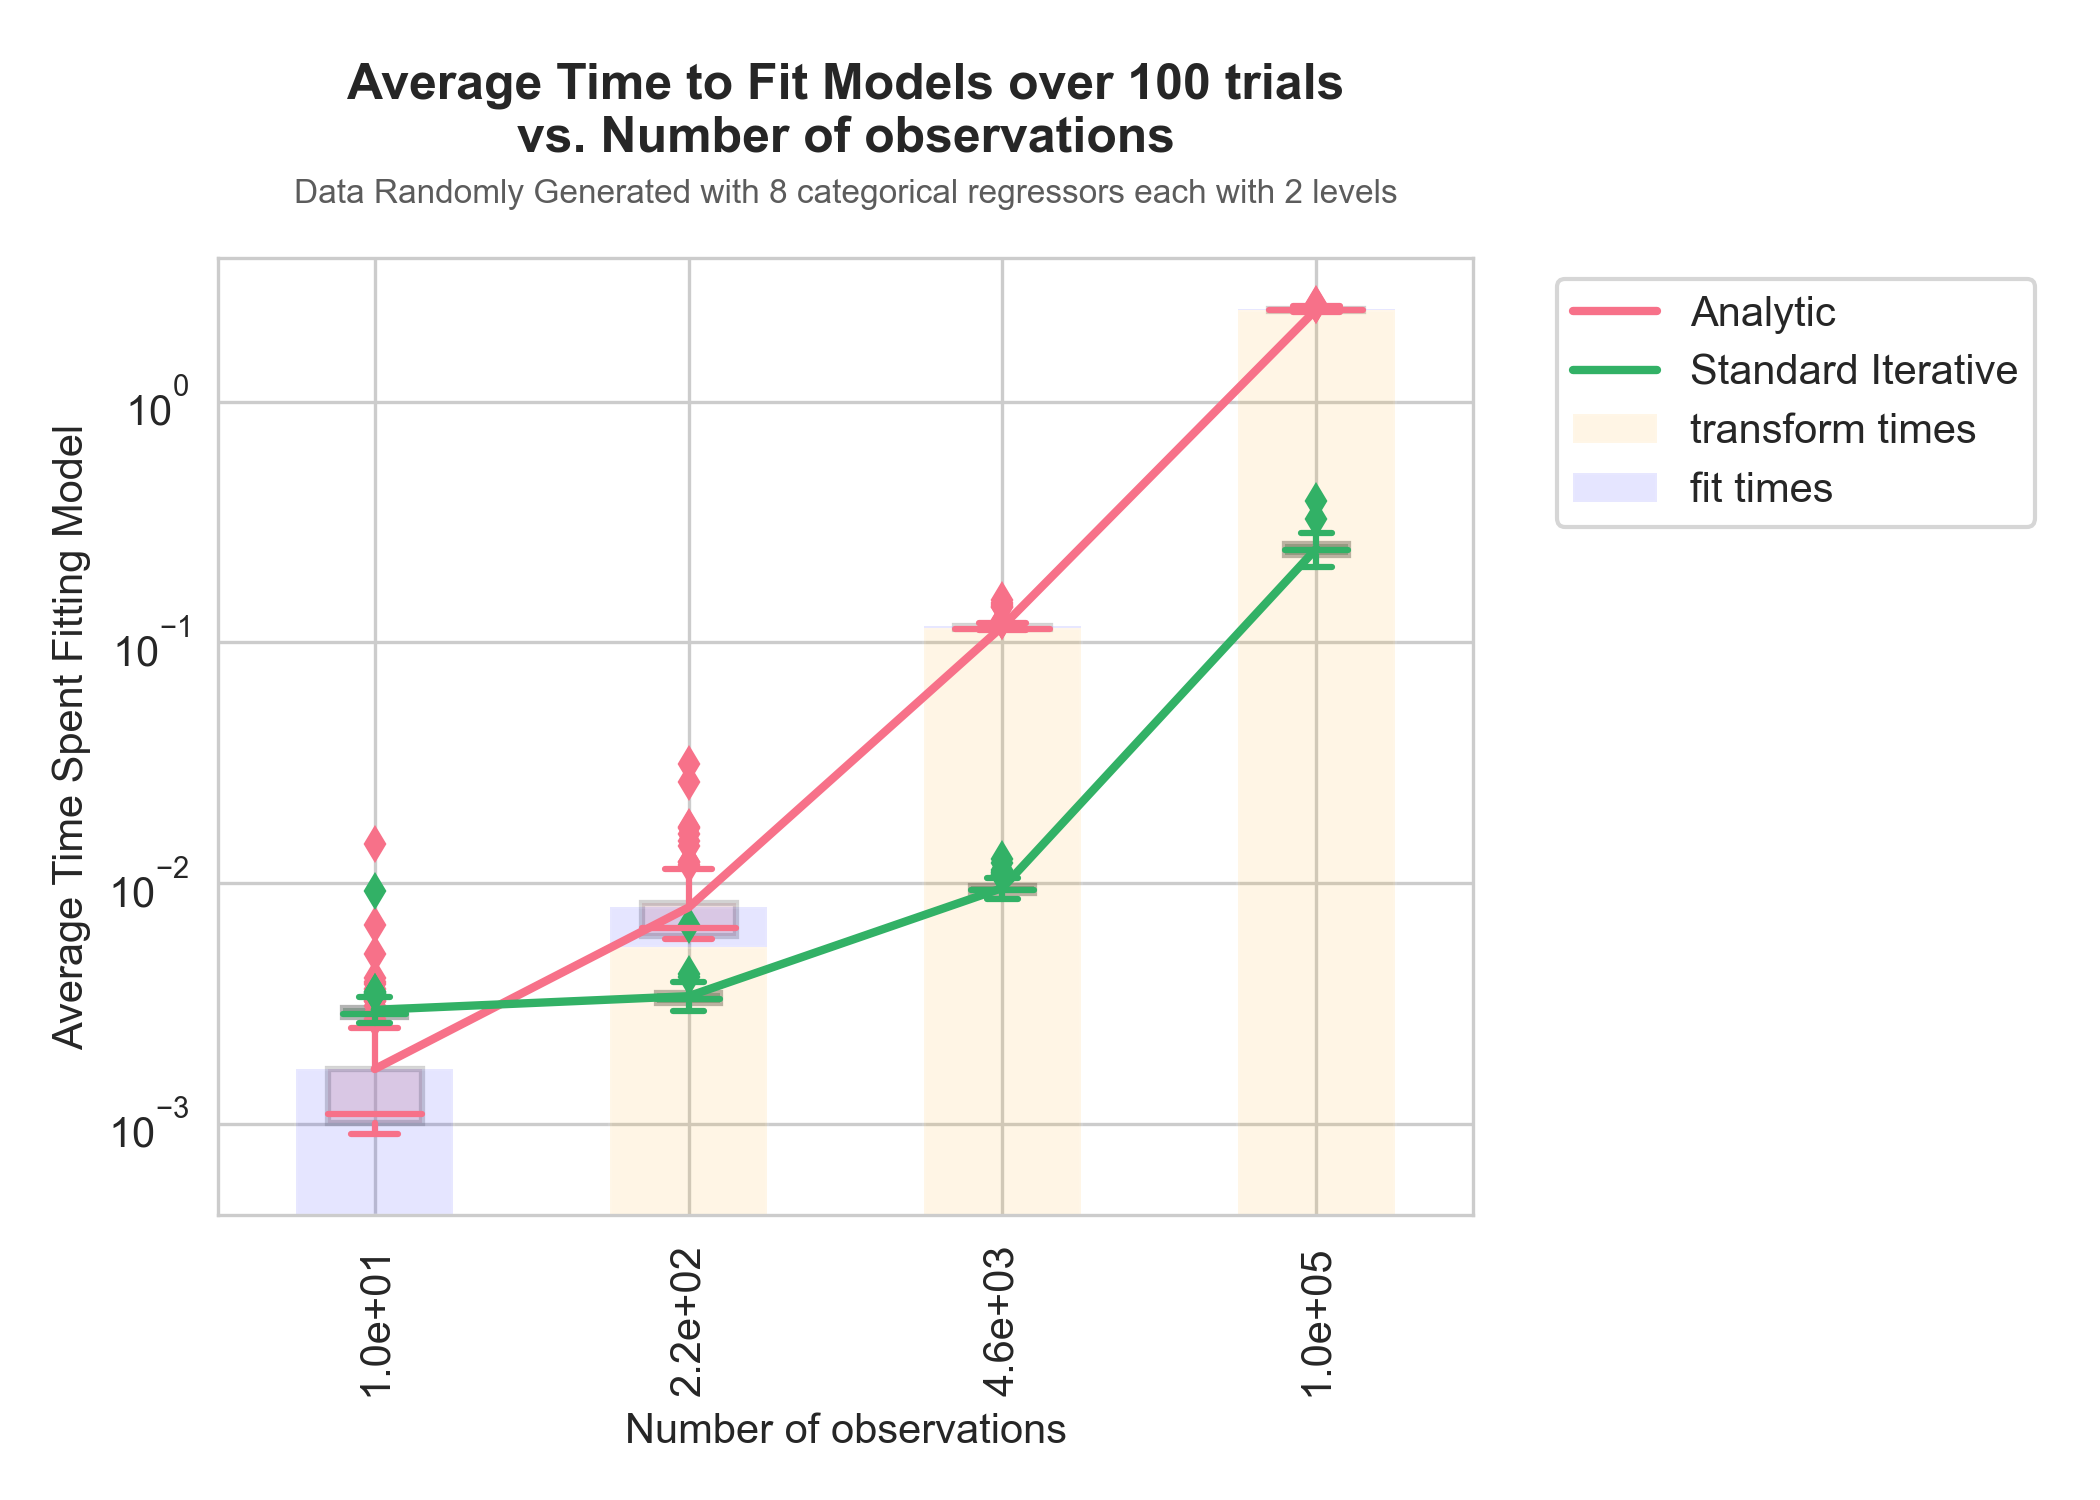 Average Time to Fit Models over 100 trials
vs. Number of observations
Data Randomly Generated with 8 categorical regressors each with 2 levels
Average Time Spent Fitting Model
10^0
10^−1
10^−2
10^−3
1.0e+01
2.2e+02
4.6e+03
1.0e+05
Number of observations
Analytic
Standard Iterative
transform times
fit times